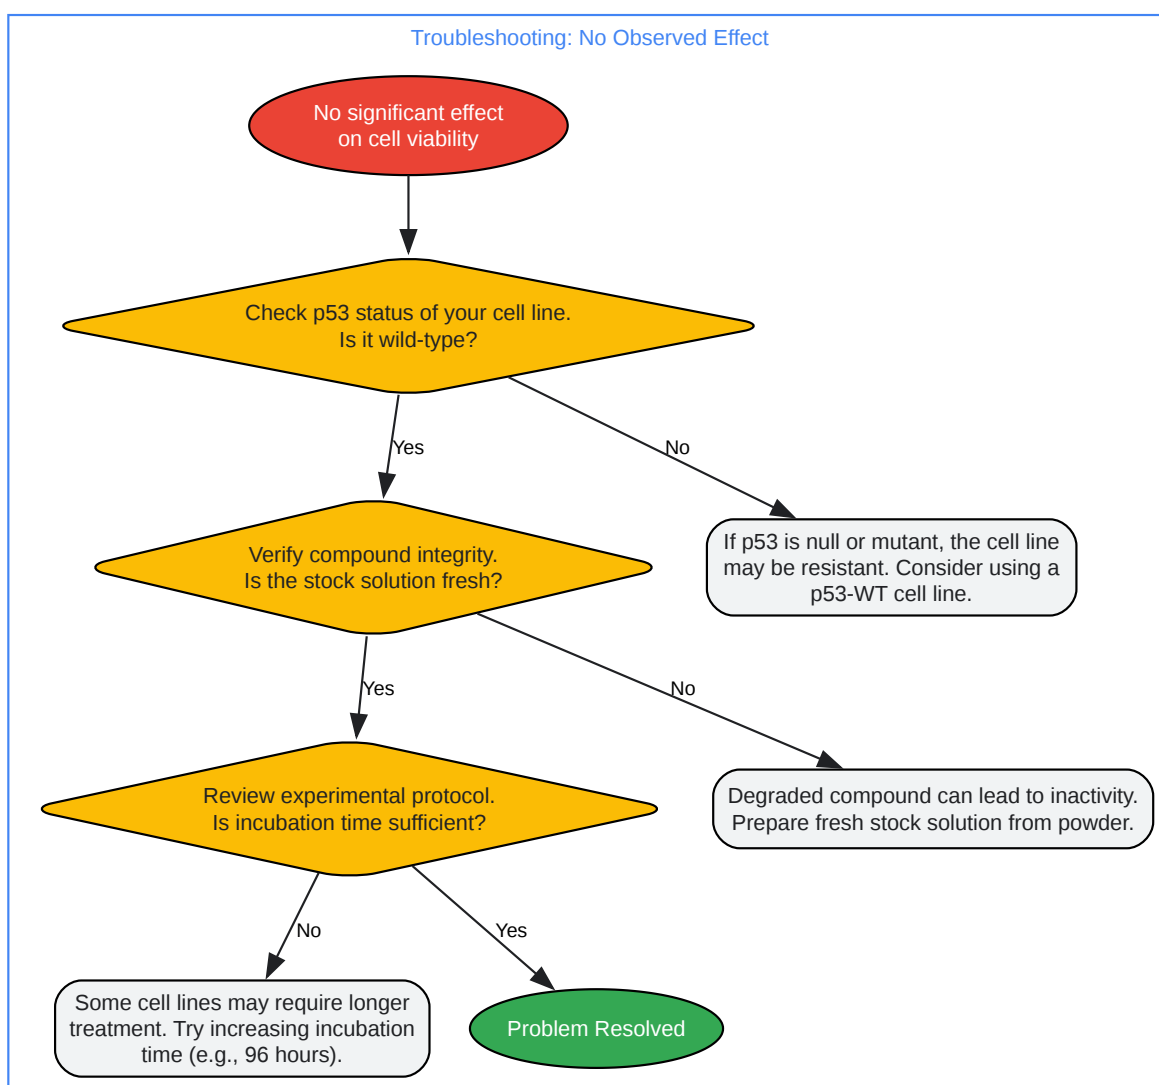 Troubleshooting: No Observed Effect
No significant effect
on cell viability
Check p53 status of your cell line.
Is it wild-type?
Yes
No
Verify compound integrity.
Is the stock solution fresh?
If p53 is null or mutant, the cell line
may be resistant. Consider using a
p53-WT cell line.
Yes
No
Review experimental protocol.
Is incubation time sufficient?
Degraded compound can lead to inactivity.
Prepare fresh stock solution from powder.
No
Yes
Some cell lines may require longer
treatment. Try increasing incubation
time (e.g., 96 hours).
Problem Resolved